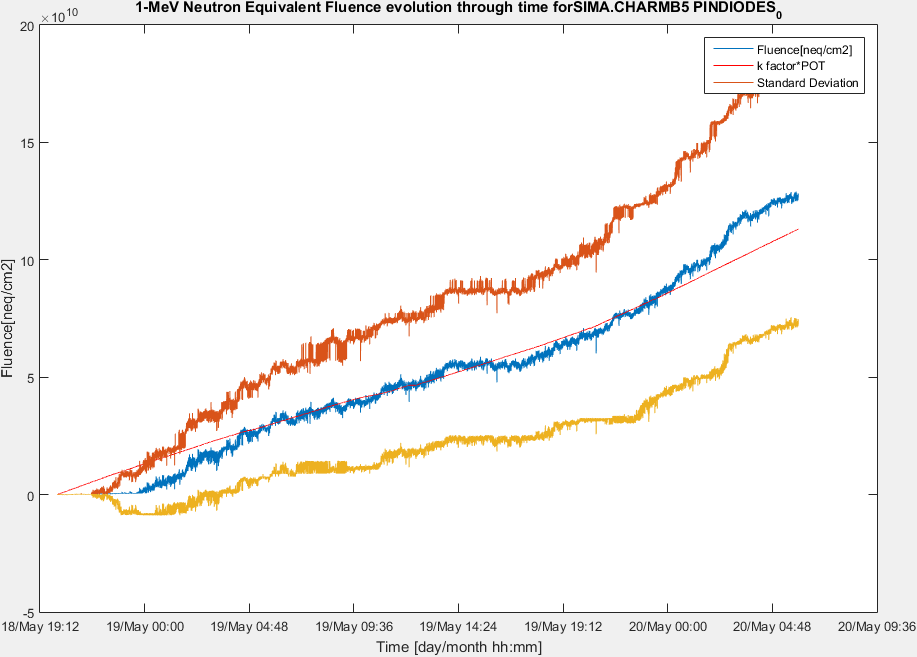 1-MeV Neutron Equivalent Fluence evolution through time forSIMA.CHARMB5 PINDIODES0
×10^10
20
15
10
5
0
-5
Fluence[neq/cm2]
Fluence[neq/cm2]
k factor*POT
Standard Deviation
18/May 19:12 19/May 00:00 19/May 04:48 19/May 09:36 19/May 14:24 19/May 19:12 20/May 00:00 20/May 04:48 20/May 09:36
Time [day/month hh:mm]